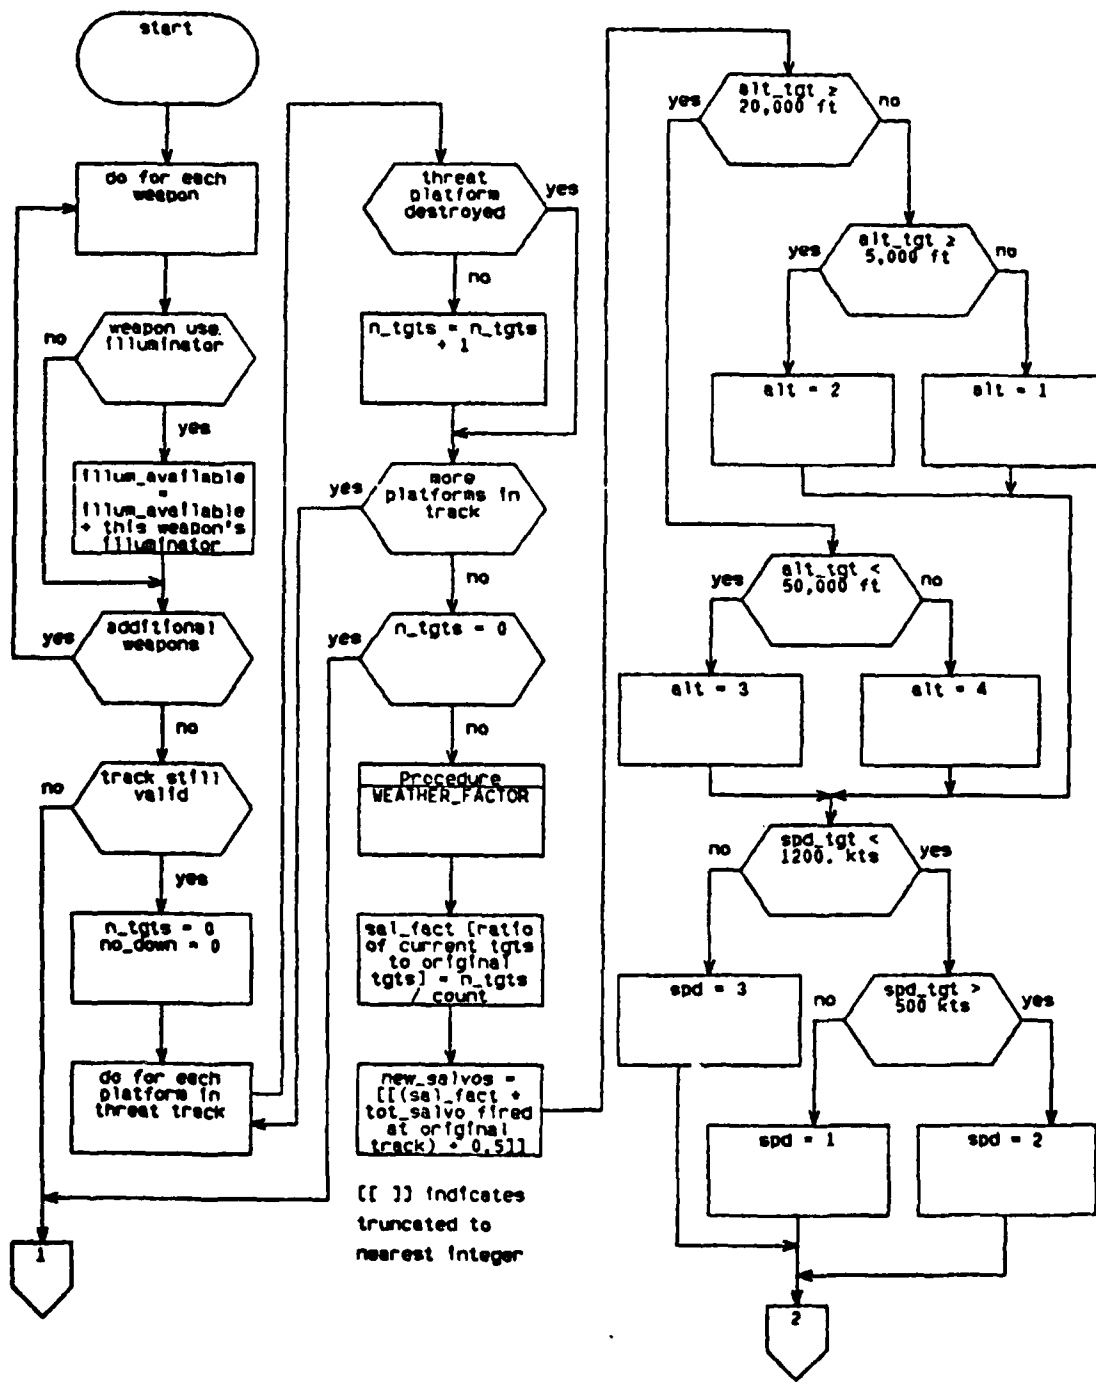 start
do for each
weapon
weapon use
illuminator
no
yes
illum_available
=
illum_available
+ this weapon's
illuminator
additional
weapons
yes
no
track still
valid
no
yes
n_tgts = 0
no_down = 0
do for each
platform in
threat track
1
threat
platform
destroyed
yes
no
n_tgts = n_tgts
+ 1
more
platforms in
track
yes
no
n_tgts = 0
yes
no
Procedure
WEATHER_FACTOR
sal_fact [ratio
of current tgts
to original
tgts] = n_tgts
/ count
new_salvos =
[[(sal_fact *
tot_salvo fired
at original
track) + 0.5]]
[[ ]] indicates
truncated to
nearest integer
alt_tgt ≥
20,000 ft
yes
no
alt_tgt ≥
5,000 ft
yes
no
alt = 2
alt = 1
alt_tgt <
50,000 ft
yes
no
alt = 3
alt = 4
spd_tgt <
1200. kts
no
yes
spd = 3
spd_tgt >
500 kts
no
yes
spd = 1
spd = 2
2